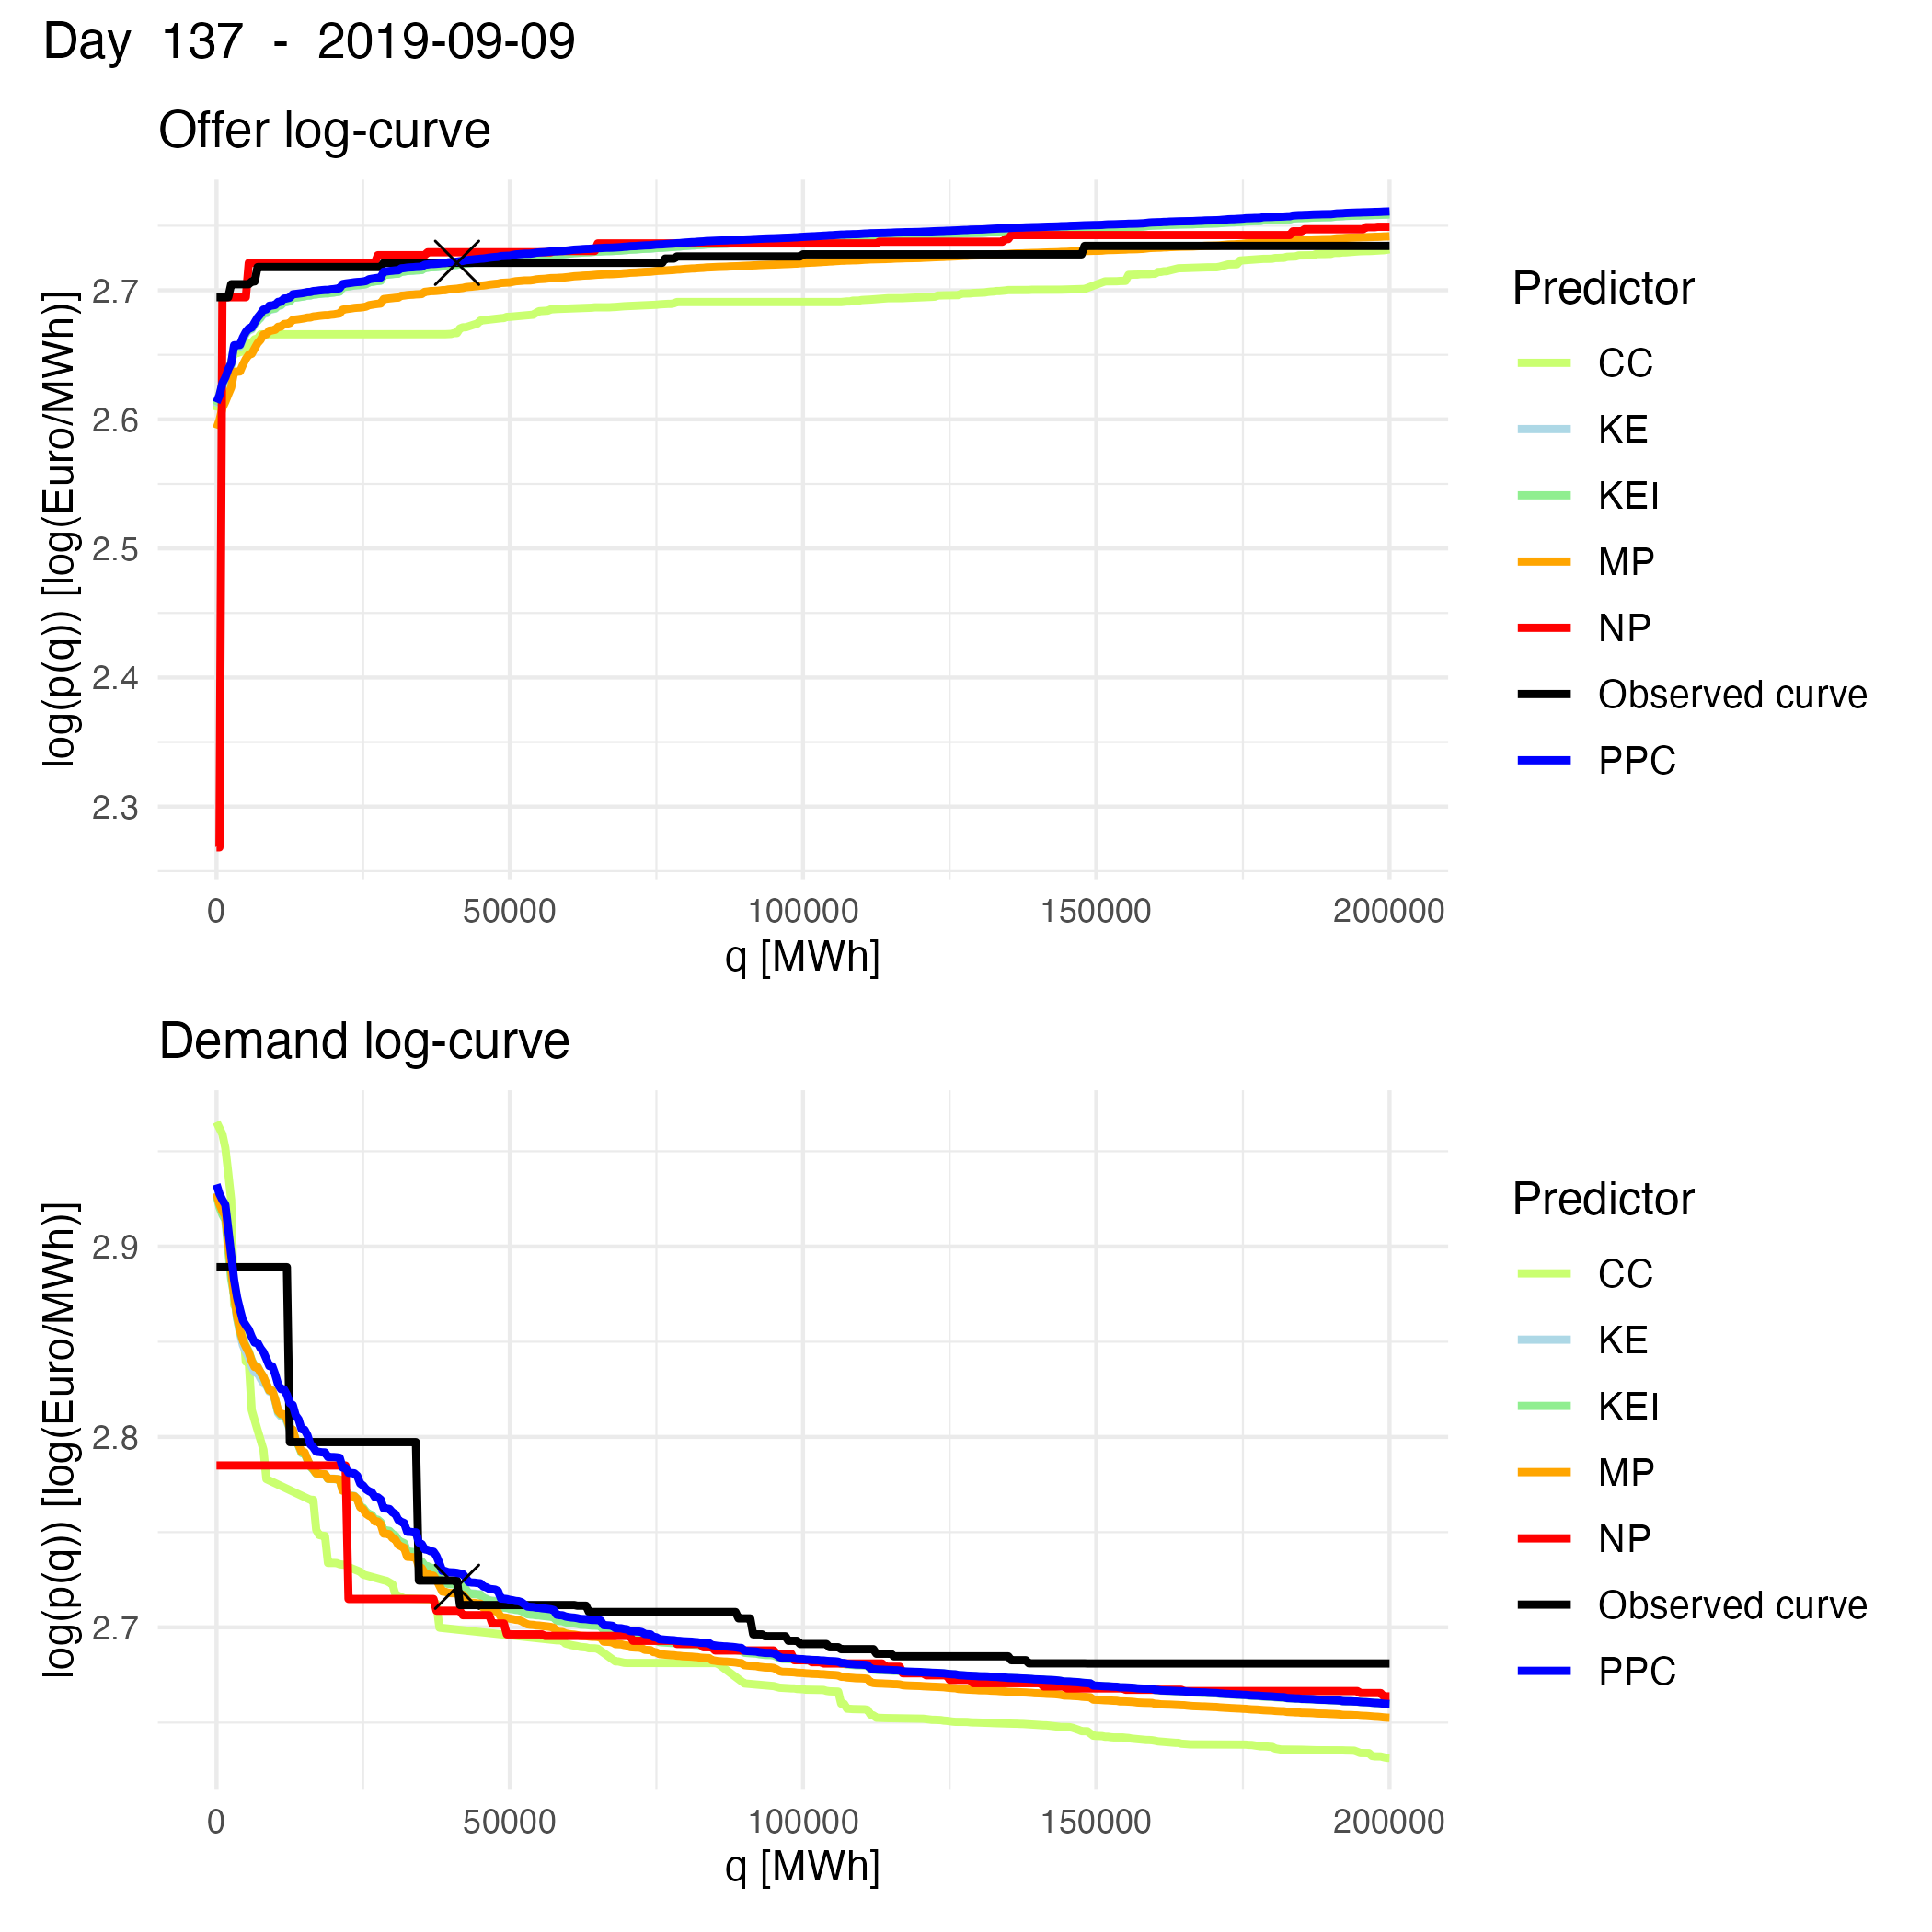 Day 137 - 2019-09-09
Offer log-curve
log(p(q)) [log(Euro/MWh)]
2.7
2.6
2.5
2.4
2.3
0 50000 100000 150000 200000
q [MWh]
Predictor
CC
KE
KEI
MP
NP
Observed curve
PPC
Demand log-curve
log(p(q)) [log(Euro/MWh)]
2.9
2.8
2.7
0 50000 100000 150000 200000
q [MWh]
Predictor
CC
KE
KEI
MP
NP
Observed curve
PPC